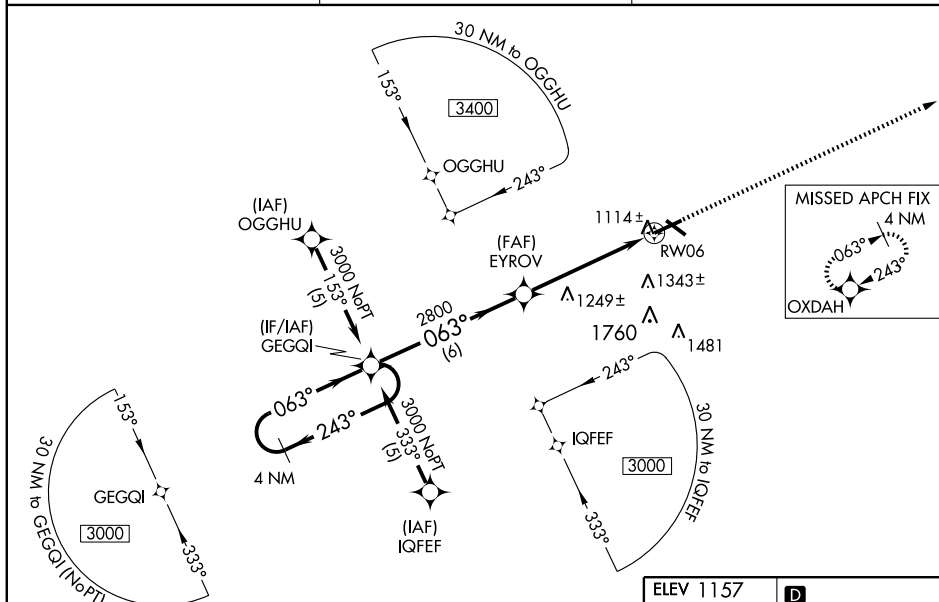 30 NM to OGGHU
153°
3400
OGGHU
243°
(IAF)
OGGHU
3000 NoPT
153°
(5)
(FAF)
EYROV
1114±
RW06
MISSED APCH FIX
4 NM
063°
243°
OXDAH
1249±
1343±
1760
1481
(IF/IAF)
GEGQI
2800
063°
(6)
063°
243°
4 NM
3000 NoPT
333°
(5)
(IAF)
IQFEF
153°
GEGQI
3000
333°
30 NM to GEGQI (NoPT)
243°
IQFEF
3000
333°
30 NM to IQFEF
ELEV 1157
D